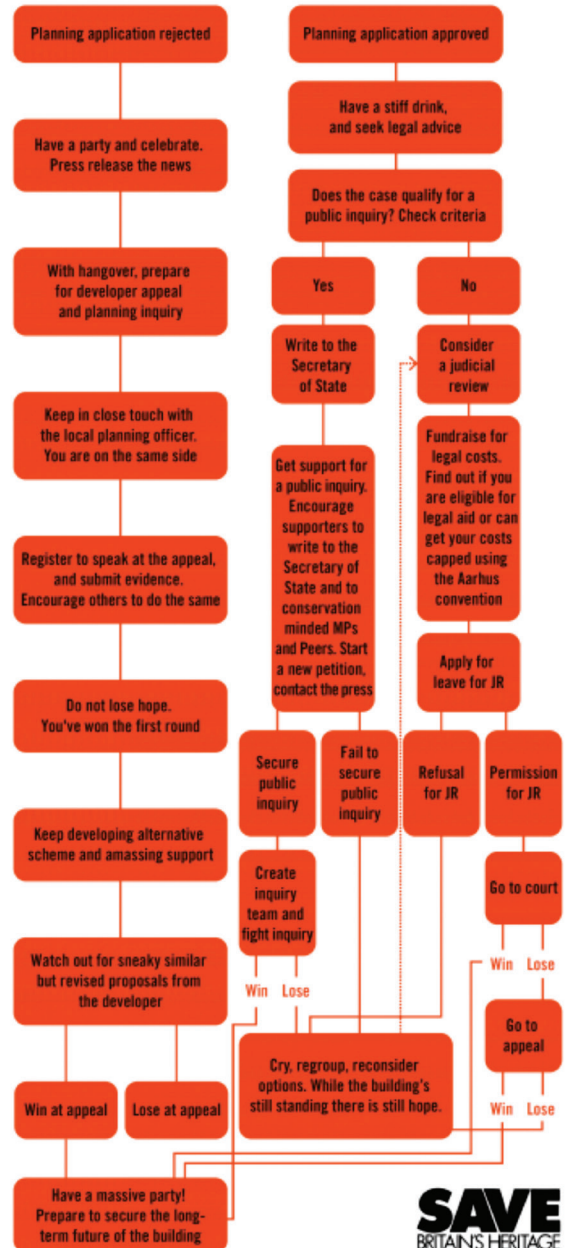 Planning application rejected
Have a party and celebrate.
Press release the news
With hangover, prepare
for developer appeal
and planning inquiry
Keep in close touch with
the local planning officer.
You are on the same side
Register to speak at the appeal,
and submit evidence.
Encourage others to do the same
Do not lose hope.
You've won the first round
Keep developing alternative
scheme and amassing support
Watch out for sneaky similar
but revised proposals from
the developer
Win at appeal
Lose at appeal
Have a massive party!
Prepare to secure the long-
term future of the building
Planning application approved
Have a stiff drink,
and seek legal advice
Does the case qualify for a
public inquiry? Check criteria
Yes
Write to the
Secretary
of State
Get support for
a public inquiry.
Encourage
supporters to
write to the
Secretary of
State and to
conservation
minded MPs
and Peers. Start
a new petition,
contact the press
Secure
public
inquiry
Create
inquiry
team and
fight inquiry
Win
Lose
Fail to
secure
public
inquiry
Cry, regroup, reconsider
options. While the building's
still standing there is still hope.
No
Consider
a judicial
review
Fundraise for
legal costs.
Find out if you
are eligible for
legal aid or can
get your costs
capped using
the Aarhus
convention
Apply for
leave for JR
Refusal
for JR
Permission
for JR
Go to court
Win
Lose
Go to
appeal
Win
Lose
SAVE
BRITAIN'S HERITAGE